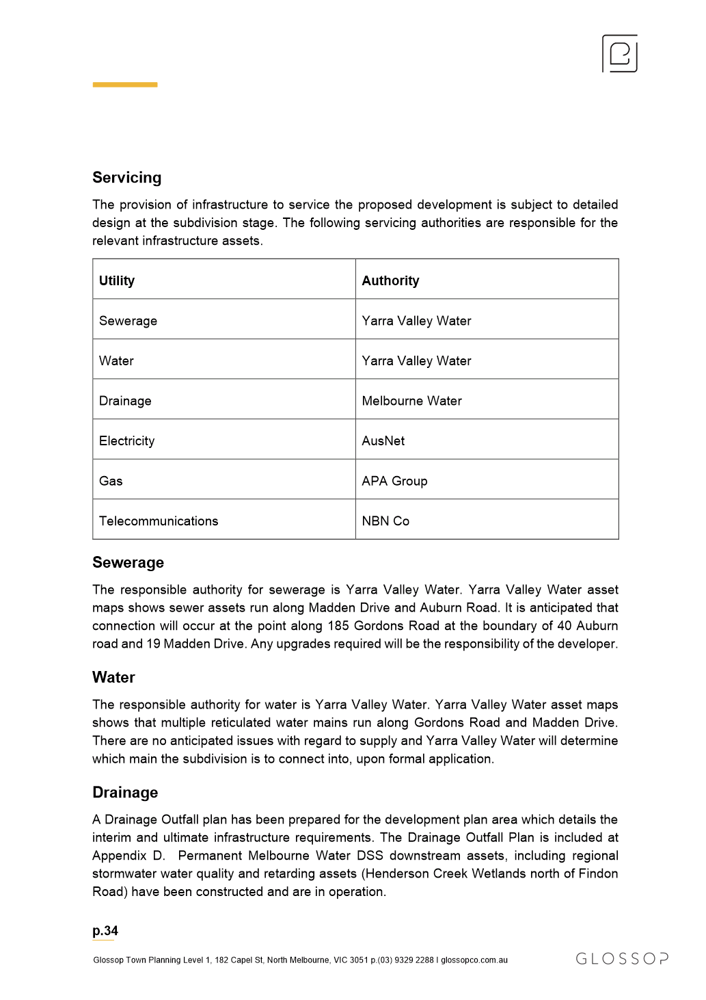 Servicing
The provision of infrastructure to service the proposed development is subject to detailed
design at the subdivision stage. The following servicing authorities are responsible for the
relevant infrastructure assets.
Utility Authority
Sewerage Yarra Valley Water
Water Yarra Valley Water
Drainage Melbourne Water
Electricity AusNet
Gas APA Group
Telecommunications NBN Co
Sewerage
The responsible authority for sewerage is Yarra Valley Water. Yarra Valley Water asset
maps shows sewer assets run along Madden Drive and Auburn Road. It is anticipated that
connection will occur at the point along 185 Gordons Road at the boundary of 40 Auburn
road and 19 Madden Drive. Any upgrades required will be the responsibility of the developer.
Water
The responsible authority for water is Yarra Valley Water. Yarra Valley Water asset maps
shows that multiple reticulated water mains run along Gordons Road and Madden Drive.
There are no anticipated issues with regard to supply and Yarra Valley Water will determine
which main the subdivision is to connect into, upon formal application.
Drainage
A Drainage Outfall plan has been prepared for the development plan area which details the
interim and ultimate infrastructure requirements. The Drainage Outfall Plan is included at
Appendix D. Permanent Melbourne Water DSS downstream assets, including regional
stormwater water quality and retarding assets (Henderson Creek Wetlands north of Findon
Road) have been constructed and are in operation.
p.34
Glossop Town Planning Level 1, 182 Capel St, North Melbourne, VIC 3051 p.(03) 9329 2288 I glossopco.com.au
GLOSSOP